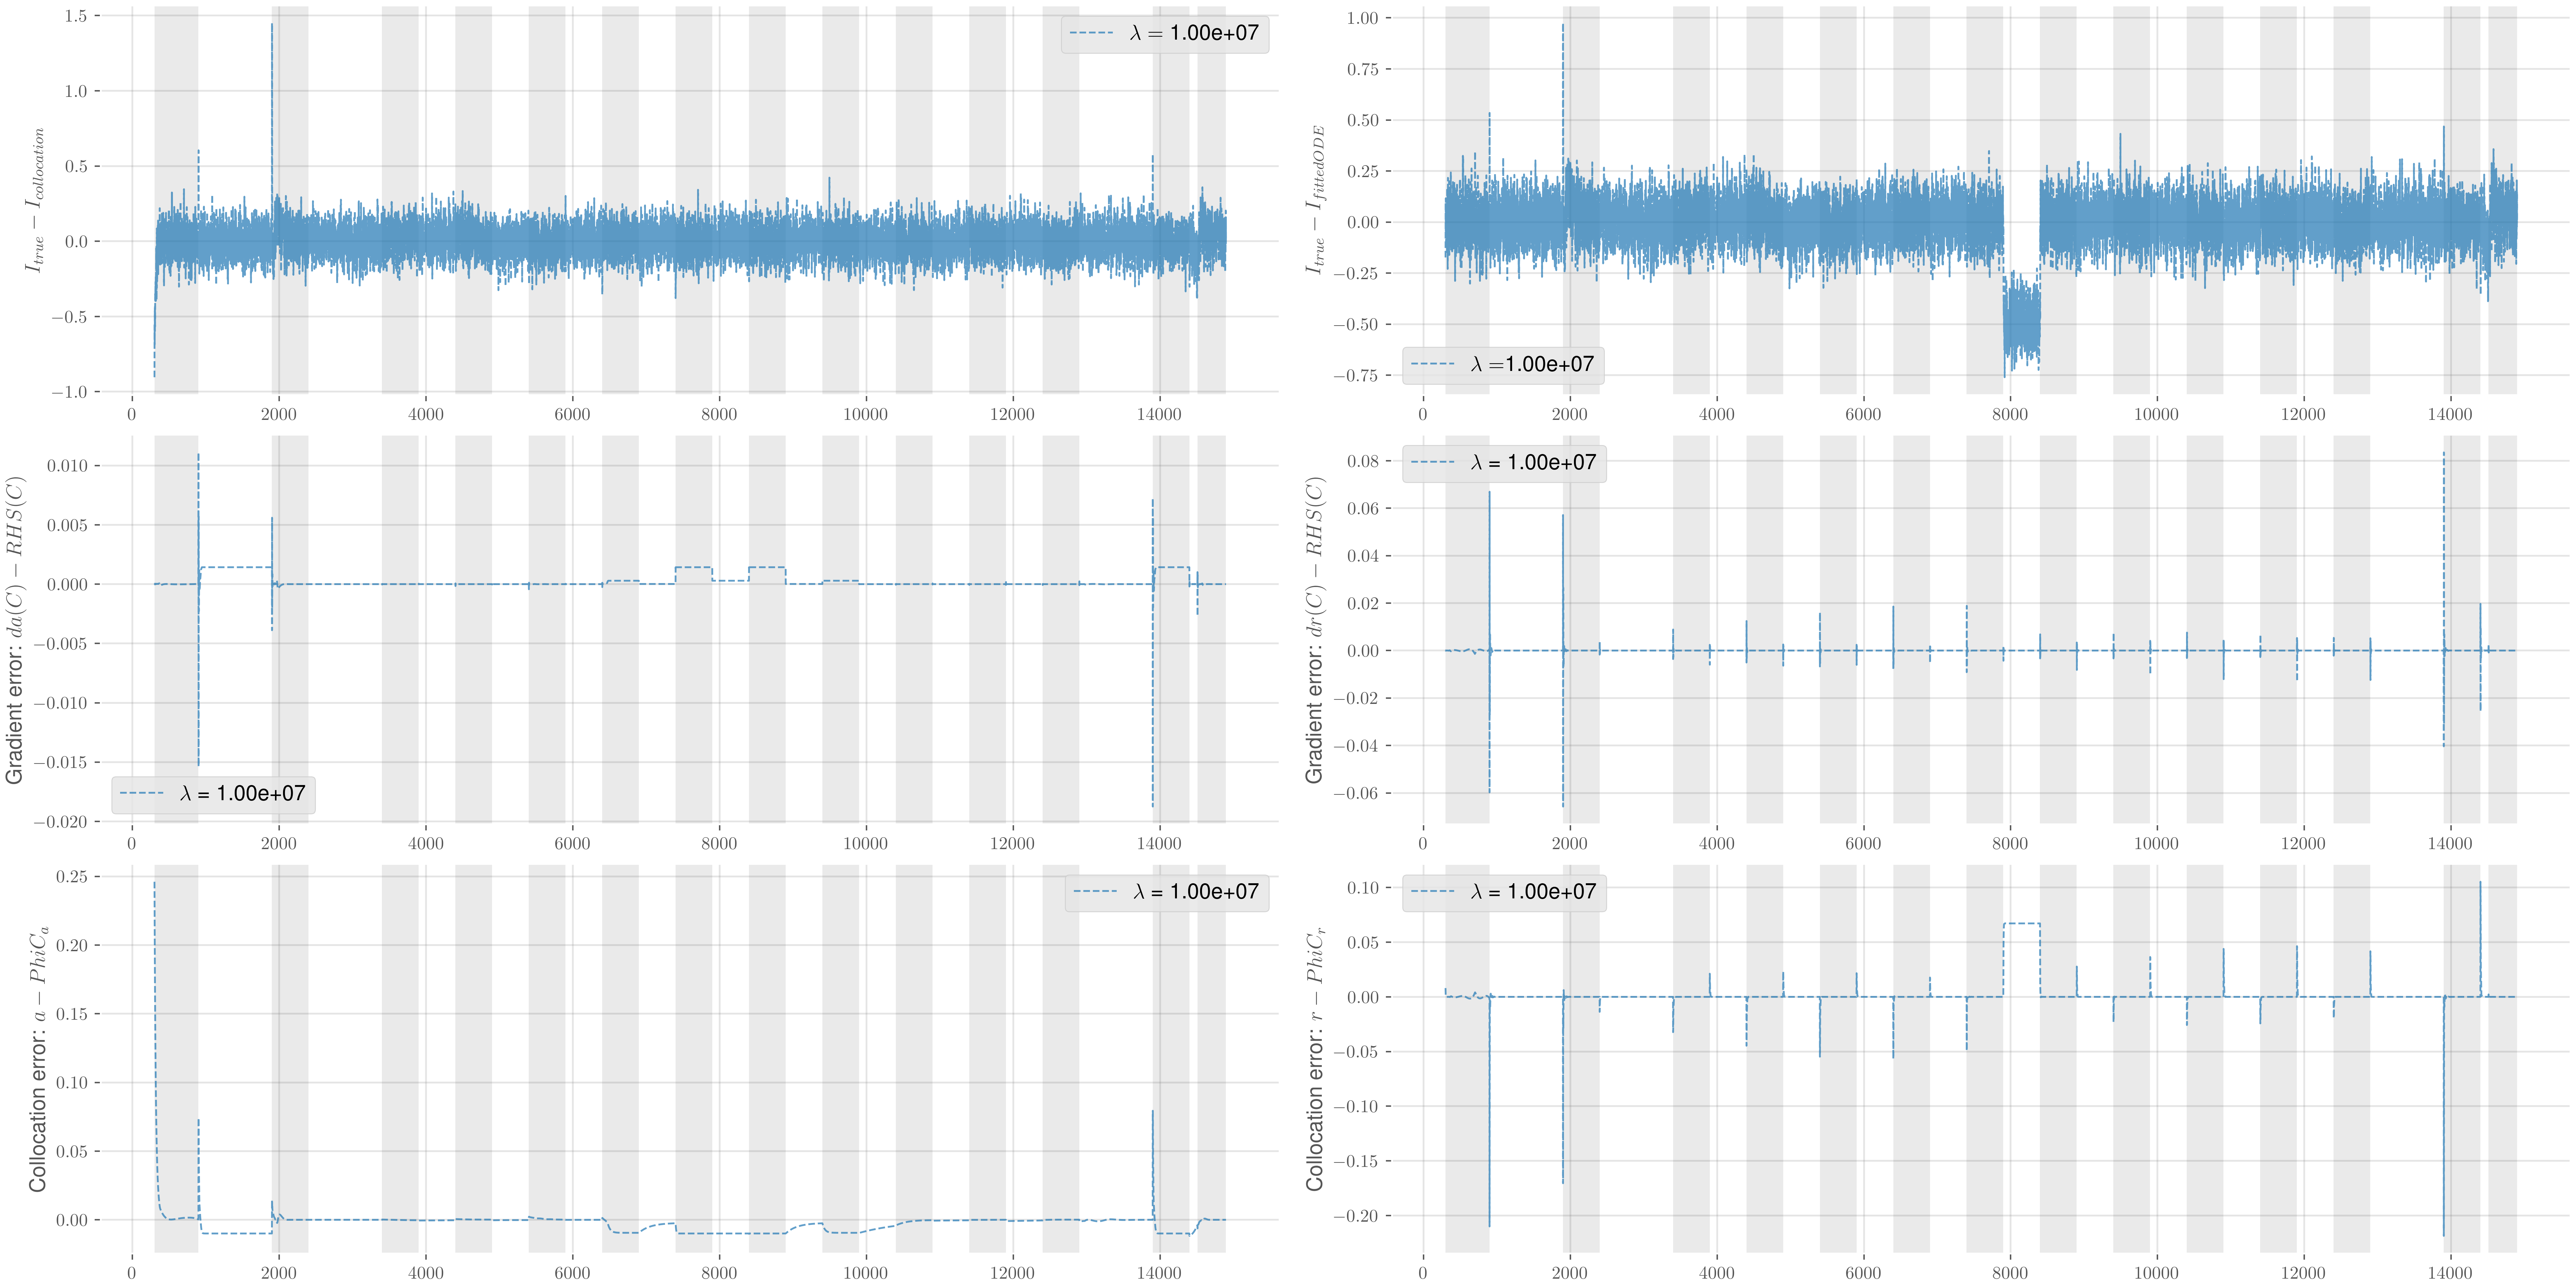 1.5
1.0
0.5
0.0
−0.5
−1.0
I_{true} − I_{collocation}
λ = 1.00e+07
0 2000 4000 6000 8000 10000 12000 14000
1.00
0.75
0.50
0.25
0.00
−0.25
−0.50
−0.75
I_{true} − I_{fittedODE}
λ =1.00e+07
0 2000 4000 6000 8000 10000 12000 14000
0.010
0.005
0.000
−0.005
−0.010
−0.015
−0.020
Gradient error: da(C) − RHS(C)
λ = 1.00e+07
0 2000 4000 6000 8000 10000 12000 14000
0.08
0.06
0.04
0.02
0.00
−0.02
−0.04
−0.06
Gradient error: dr(C) − RHS(C)
λ = 1.00e+07
0 2000 4000 6000 8000 10000 12000 14000
0.25
0.20
0.15
0.10
0.05
0.00
Collocation error: a − PhiC_a
λ = 1.00e+07
0 2000 4000 6000 8000 10000 12000 14000
0.10
0.05
0.00
−0.05
−0.10
−0.15
−0.20
Collocation error: r − PhiC_r
λ = 1.00e+07
0 2000 4000 6000 8000 10000 12000 14000